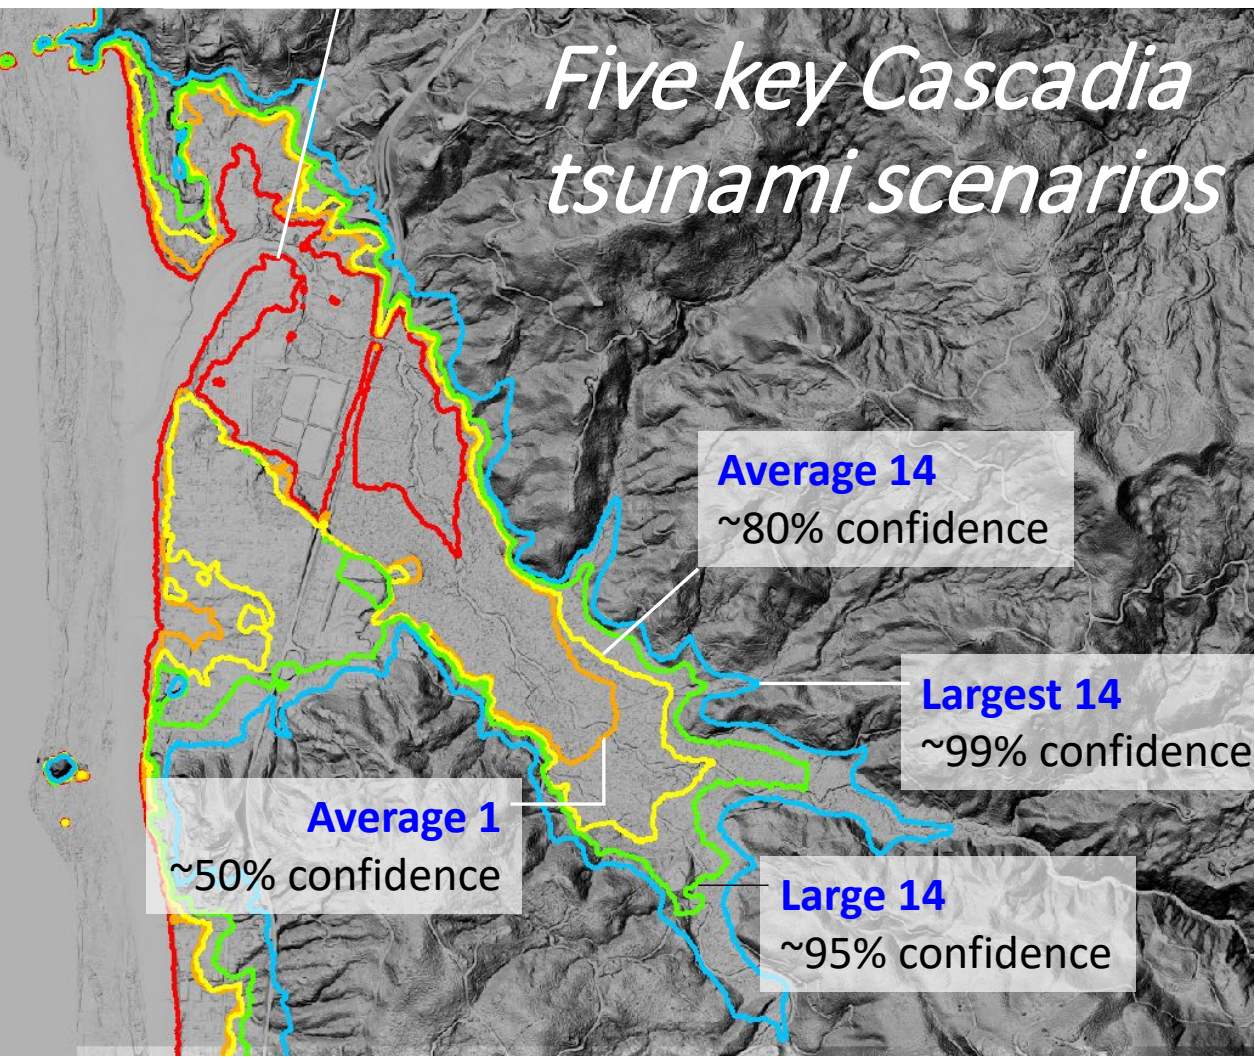 Five key Cascadia
tsunami scenarios
Average 14
~80% confidence
Largest 14
~99% confidence
Average 1
~50% confidence
Large 14
~95% confidence